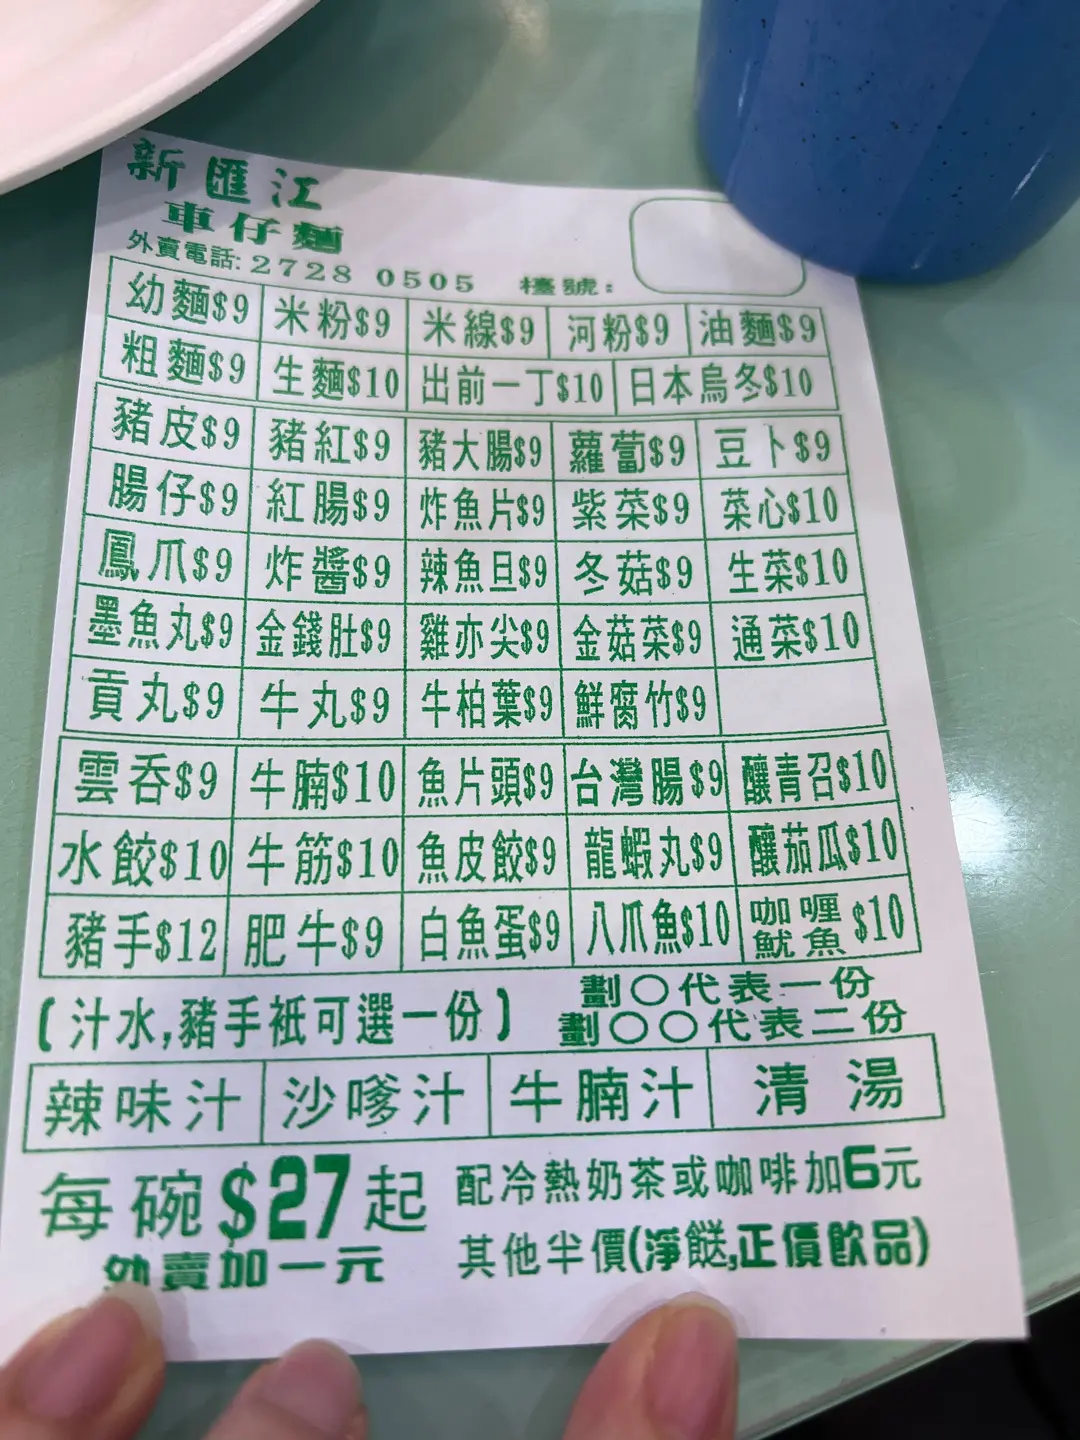 新匯江
車仔麵
外賣電話: 2728 0505 檯號:
幼麵$9 米粉$9 米線$9 河粉$9 油麵$9
粗麵$9 生麵$10 出前一丁$10 日本烏冬$10
豬皮$9 豬紅$9 豬大腸$9 蘿蔔$9 豆卜$9
腸仔$9 紅腸$9 炸魚片$9 紫菜$9 菜心$10
鳳爪$9 炸醬$9 辣魚旦$9 冬菇$9 生菜$10
墨魚丸$9 金錢肚$9 雞亦尖$9 金菇菜$9 通菜$10
貢丸$9 牛丸$9 牛柏葉$9 鮮腐竹$9
雲吞$9 牛腩$10 魚片頭$9 台灣腸$9 釀青召$10
水餃$10 牛筋$10 魚皮餃$9 龍蝦丸$9 釀茄瓜$10
豬手$12 肥牛$9 白魚蛋$9 八爪魚$10 咖喱魷魚$10
(汁水,豬手祇可選一份) 劃○代表一份
劃○○代表二份
辣味汁 沙嗲汁 牛腩汁 清湯
每碗$27起 配冷熱奶茶或咖啡加6元
外賣加一元 其他半價(淨餸,正價飲品)